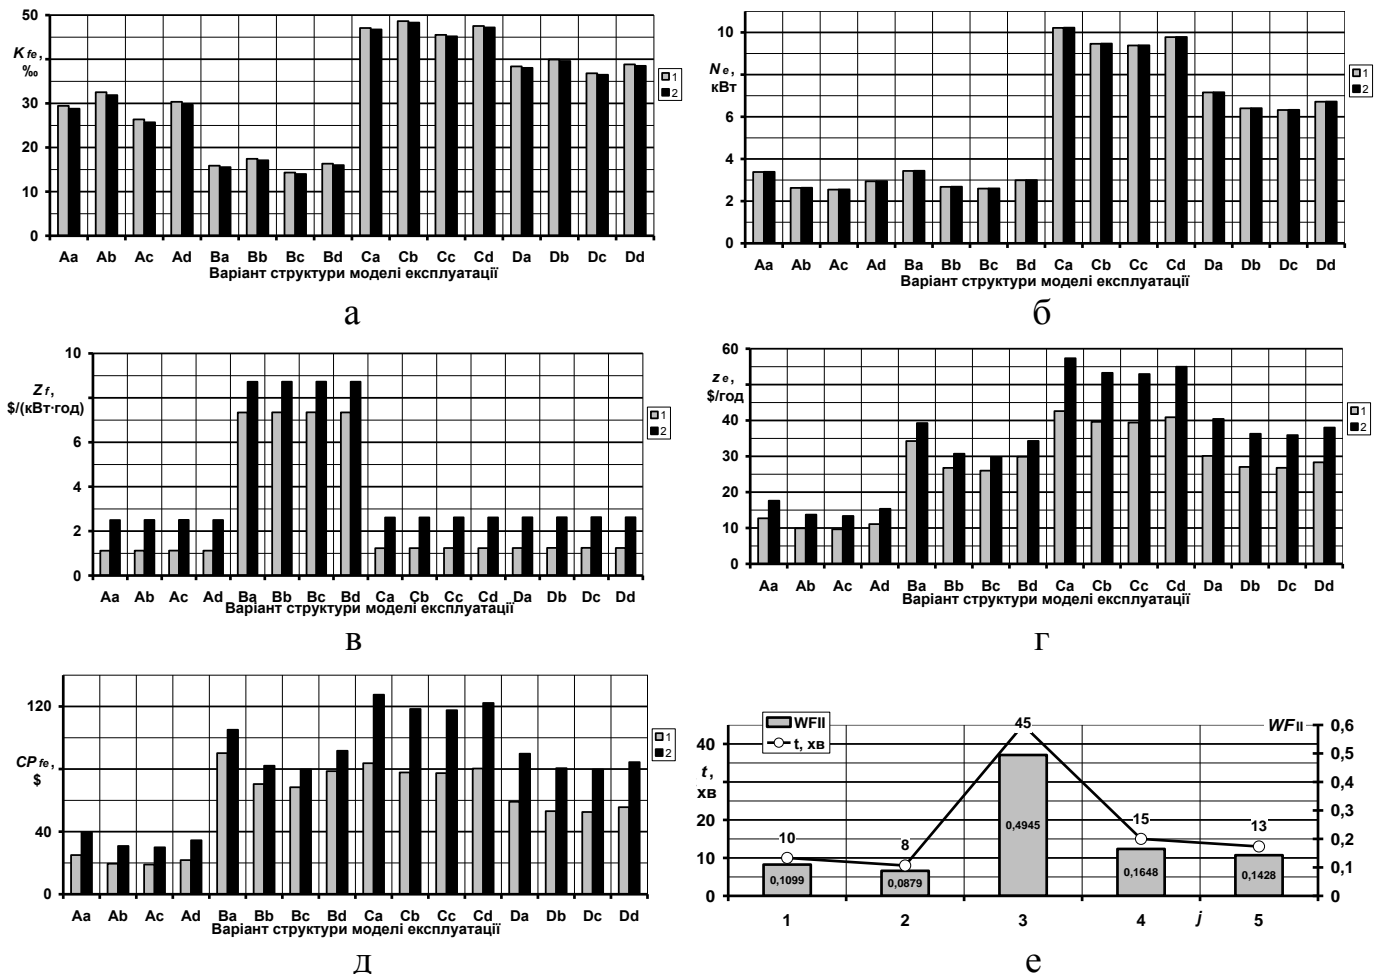 50
K fe,
‰
30
20
10
0
Aa Ab Ac Ad Ba Bb Bc Bd Ca Cb Cc Cd Da Db Dc Dd
Варіант структури моделі експлуатації
1
2
а
10
N e,
кВт
8
6
4
2
0
Aa Ab Ac Ad Ba Bb Bc Bd Ca Cb Cc Cd Da Db Dc Dd
Варіант структури моделі експлуатації
1
2
б
10
Z f,
$/(кВт·год)
6
4
2
0
Aa Ab Ac Ad Ba Bb Bc Bd Ca Cb Cc Cd Da Db Dc Dd
Варіант структури моделі експлуатації
1
2
в
60
z e,
$/год
40
30
20
10
0
Aa Ab Ac Ad Ba Bb Bc Bd Ca Cb Cc Cd Da Db Dc Dd
Варіант структури моделі експлуатації
1
2
г
120
CP fe,
$
40
0
Aa Ab Ac Ad Ba Bb Bc Bd Ca Cb Cc Cd Da Db Dc Dd
Варіант структури моделі експлуатації
1
2
д
WFII
t, хв
40
t,
хв
20
10
0
10 8 45 15 13
0,1099 0,0879 0,4945 0,1648 0,1428
WFII
0,6
0,5
0,4
0,3
0,2
0,1
0
1 2 3 4 j 5
е